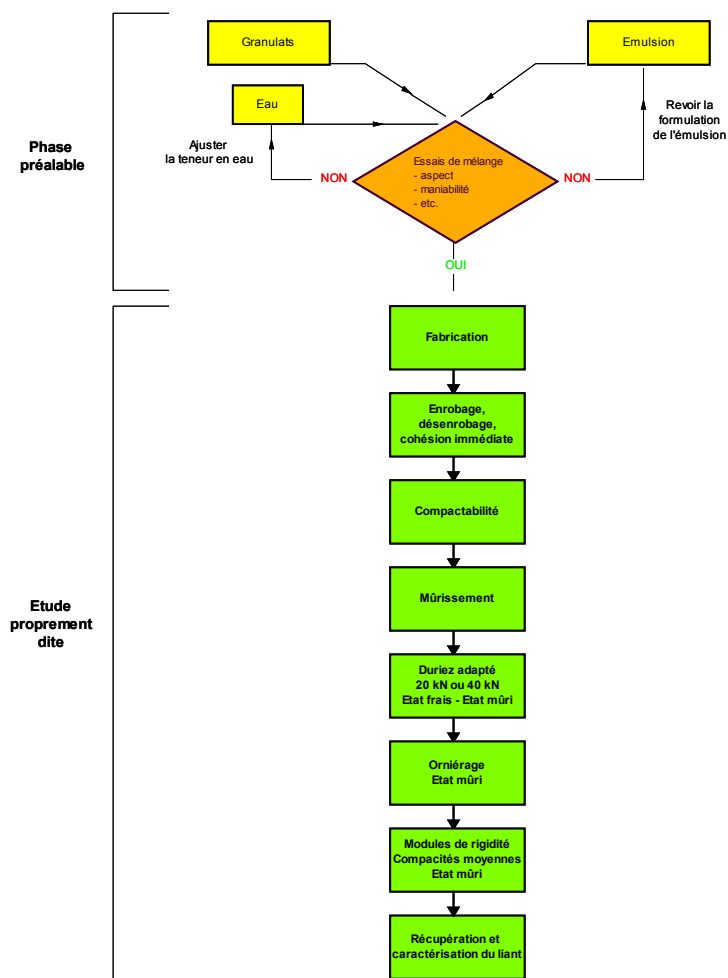 Granulats
Emulsion
Eau
Revoir la
formulation
de l'émulsion
Ajuster
la teneur en eau
Phase
préalable
Essais de mélange
- aspect
- maniabilité
- etc.
NON
NON
OUI
Fabrication
Enrobage,
désenrobage,
cohésion immédiate
Compactabilité
Mûrissement
Etude
proprement
dite
Duriez adapté
20 kN ou 40 kN
Etat frais - Etat mûri
Orniérage
Etat mûri
Modules de rigidité
Compacités moyennes
Etat mûri
Récupération et
caractérisation du liant